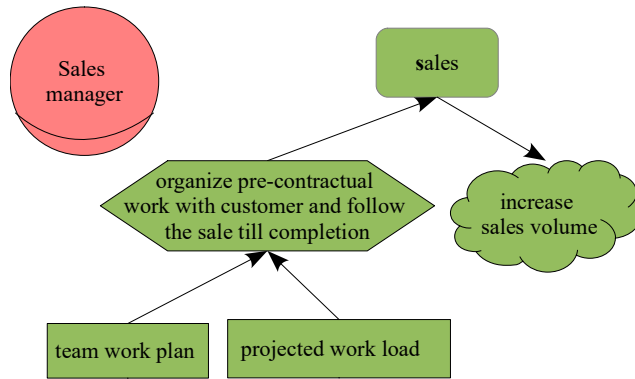 Sales
manager
sales
organize pre-contractual
work with customer and follow
the sale till completion
increase
sales volume
team work plan
projected work load